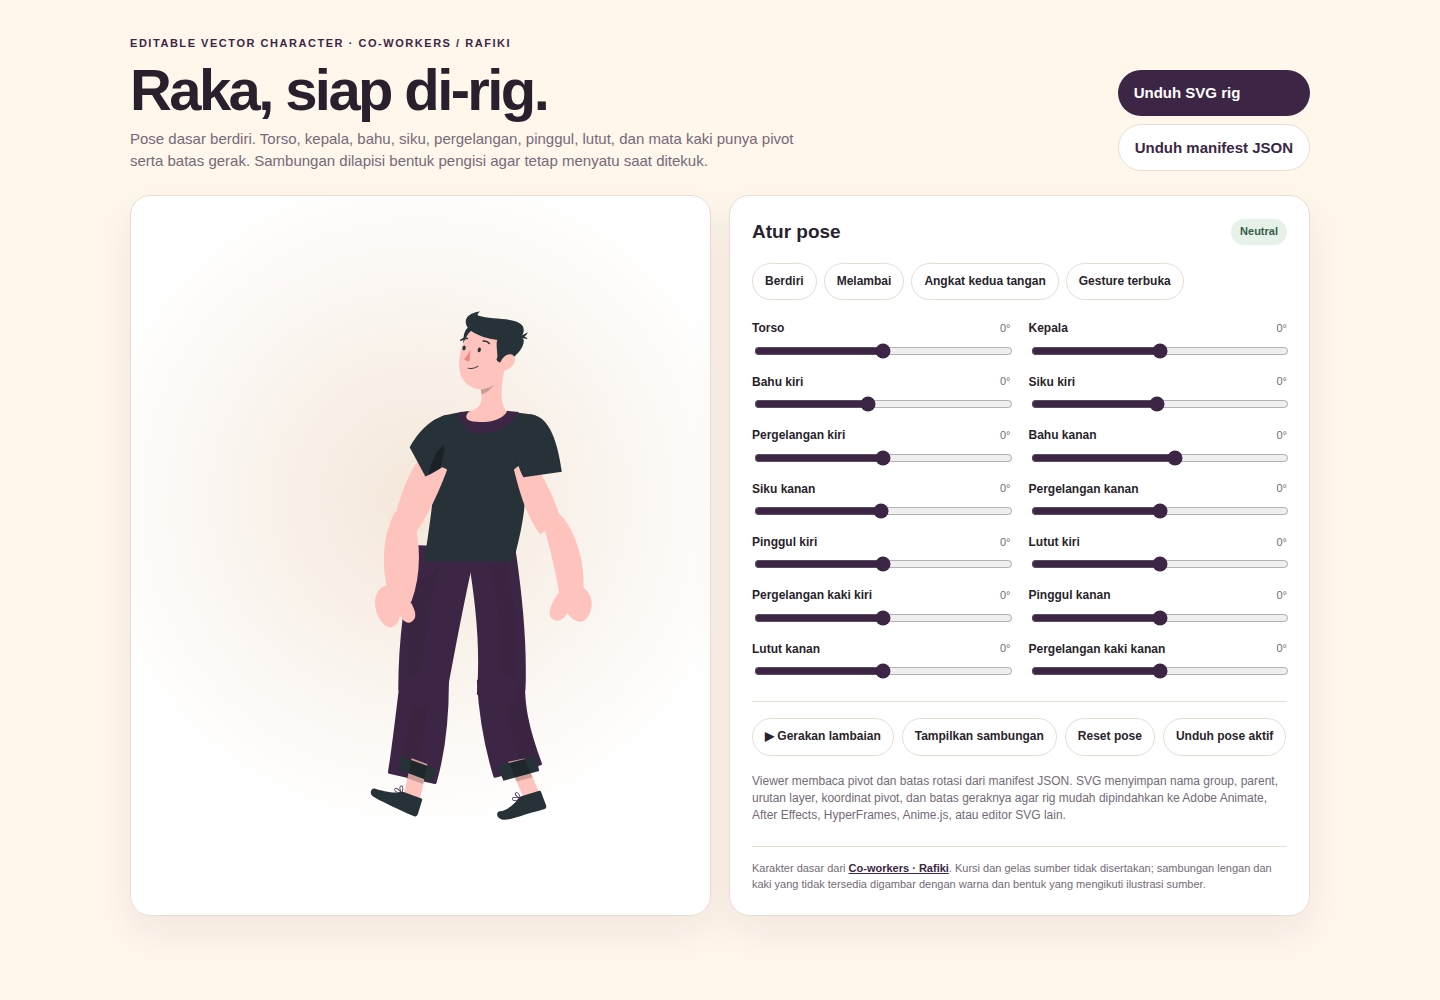 EDITABLE VECTOR CHARACTER · CO-WORKERS / RAFIKI
Raka, siap di-rig.
Pose dasar berdiri. Torso, kepala, bahu, siku, pergelangan, pinggul, lutut, dan mata kaki punya pivot
serta batas gerak. Sambungan dilapisi bentuk pengisi agar tetap menyatu saat ditekuk.
Unduh SVG rig
Unduh manifest JSON
Atur pose
Neutral
Berdiri
Melambai
Angkat kedua tangan
Gesture terbuka
Torso 0°
Kepala 0°
Bahu kiri 0°
Siku kiri 0°
Pergelangan kiri 0°
Bahu kanan 0°
Siku kanan 0°
Pergelangan kanan 0°
Pinggul kiri 0°
Lutut kiri 0°
Pergelangan kaki kiri 0°
Pinggul kanan 0°
Lutut kanan 0°
Pergelangan kaki kanan 0°
▶ Gerakan lambaian
Tampilkan sambungan
Reset pose
Unduh pose aktif
Viewer membaca pivot dan batas rotasi dari manifest JSON. SVG menyimpan nama group, parent,
urutan layer, koordinat pivot, dan batas geraknya agar rig mudah dipindahkan ke Adobe Animate,
After Effects, HyperFrames, Anime.js, atau editor SVG lain.
Karakter dasar dari Co-workers · Rafiki. Kursi dan gelas sumber tidak disertakan; sambungan lengan dan
kaki yang tidak tersedia digambar dengan warna dan bentuk yang mengikuti ilustrasi sumber.